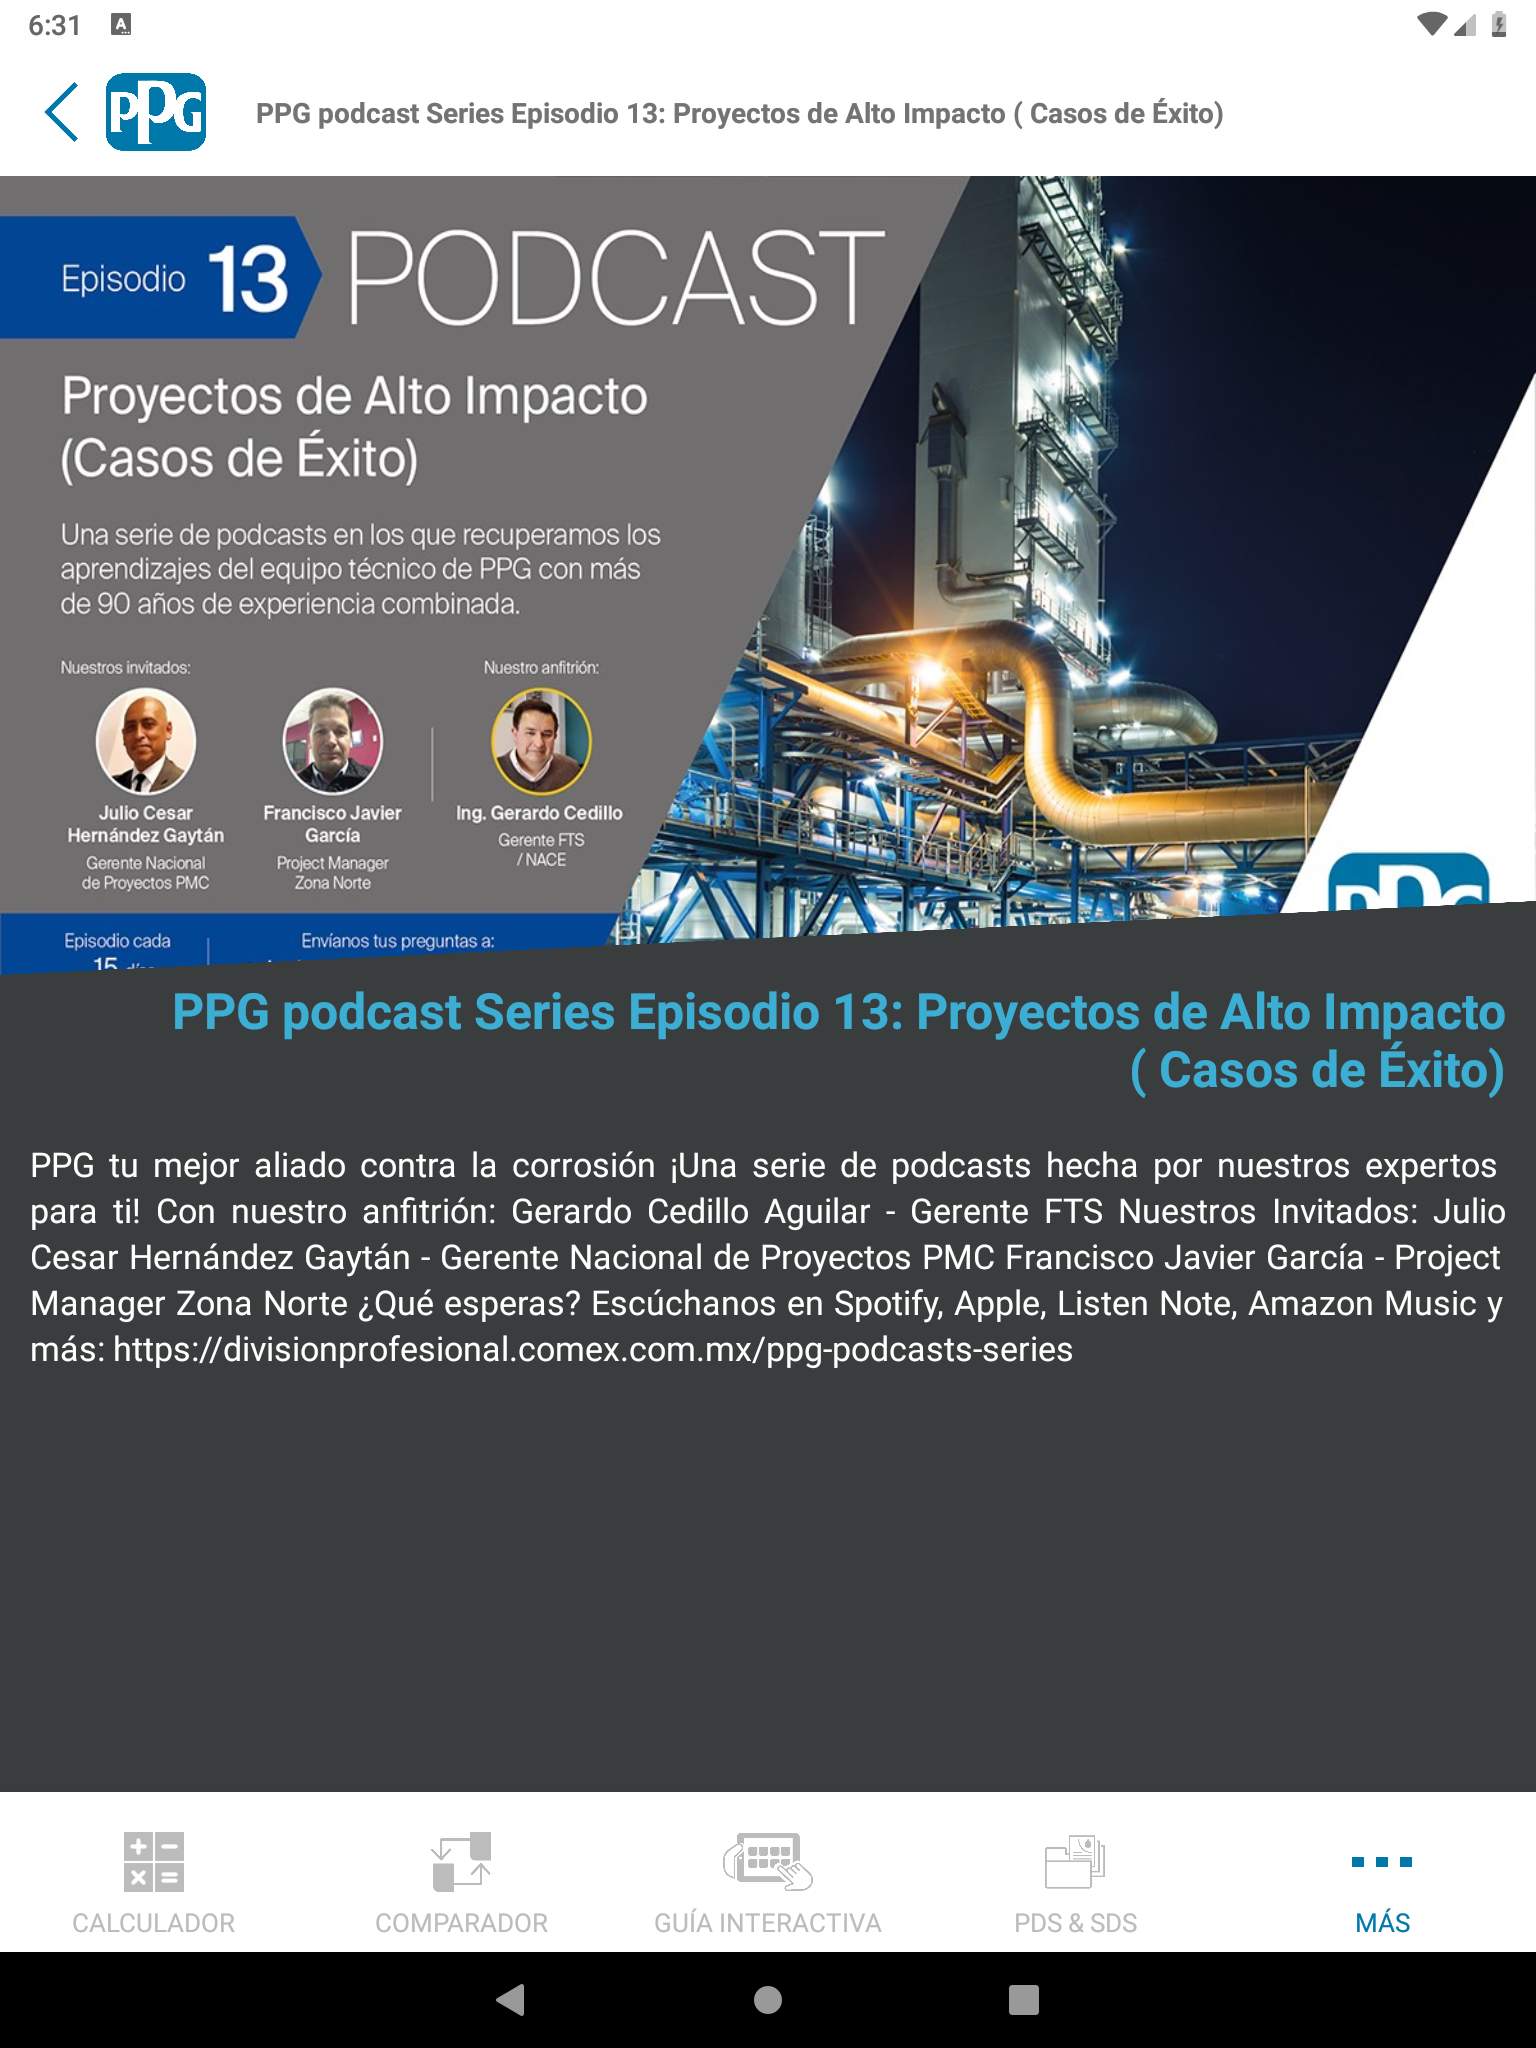 6:31
PPG
PPG podcast Series Episodio 13: Proyectos de Alto Impacto ( Casos de Éxito)
Episodio 13
PODCAST
Proyectos de Alto Impacto
(Casos de Éxito)
Una serie de podcasts en los que recuperamos los
aprendizajes del equipo técnico de PPG con más
de 90 años de experiencia combinada.
Nuestros invitados:
Julio Cesar
Hernández Gaytán
Gerente Nacional
de Proyectos PMC
Francisco Javier
García
Project Manager
Zona Norte
Nuestro anfitrión:
Ing. Gerardo Cedillo
Gerente FTS
/ NACE
PPG
Episodio cada
15 días
Envíanos tus preguntas a:
PPG podcast Series Episodio 13: Proyectos de Alto Impacto
( Casos de Éxito)
PPG tu mejor aliado contra la corrosión ¡Una serie de podcasts hecha por nuestros expertos
para ti! Con nuestro anfitrión: Gerardo Cedillo Aguilar - Gerente FTS Nuestros Invitados: Julio
Cesar Hernández Gaytán - Gerente Nacional de Proyectos PMC Francisco Javier García - Project
Manager Zona Norte ¿Qué esperas? Escúchanos en Spotify, Apple, Listen Note, Amazon Music y
más: https://divisionprofesional.comex.com.mx/ppg-podcasts-series
CALCULADOR
COMPARADOR
GUÍA INTERACTIVA
PDS & SDS
MÁS